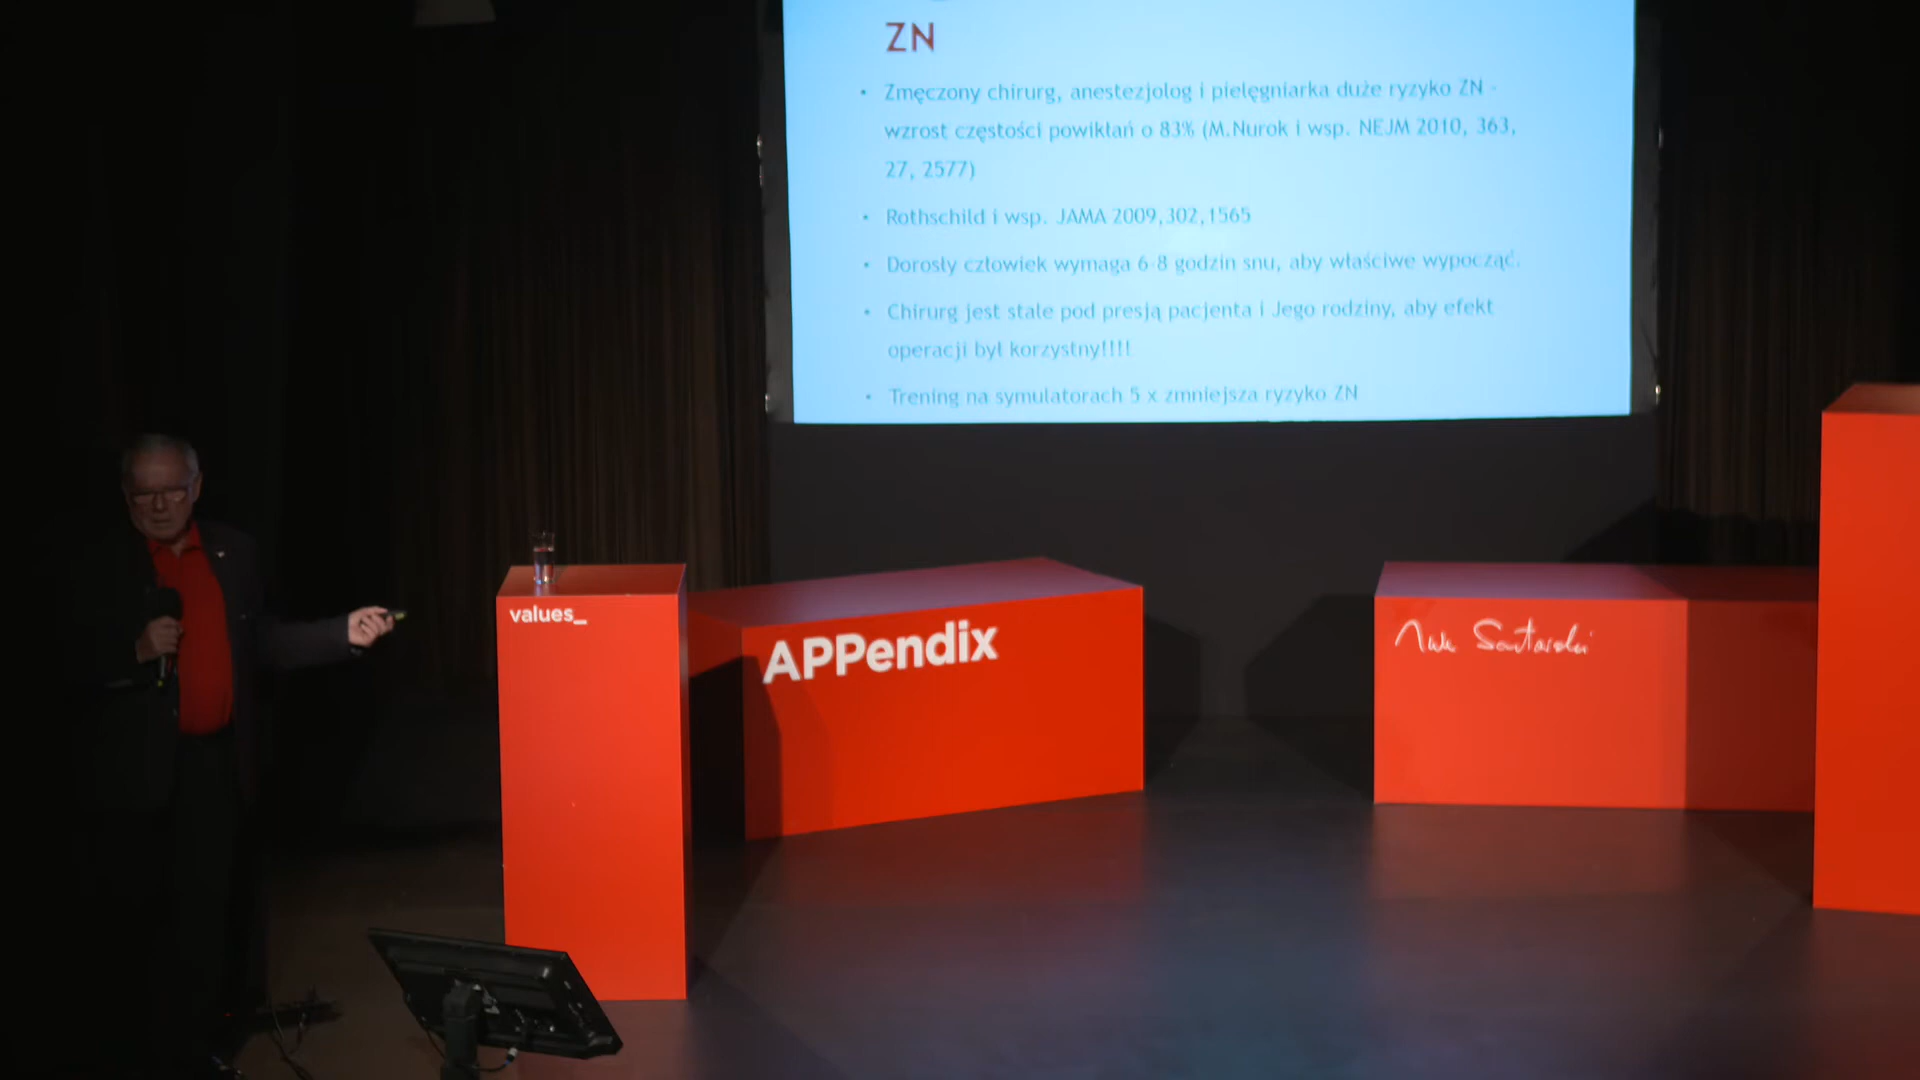 ZN
• Zmęczony chirurg, anestezjolog i pielęgniarka duże ryzyko ZN -
wzrost częstości powikłań o 83% (M.Nurok i wsp. NEJM 2010, 363,
27, 2577)
• Rothschild i wsp. JAMA 2009,302,1565
• Dorosły człowiek wymaga 6-8 godzin snu, aby właściwe wypocząć.
• Chirurg jest stale pod presją pacjenta i Jego rodziny, aby efekt
operacji był korzystny!!!!
• Trening na symulatorach 5 x zmniejsza ryzyko ZN
values_
APPendix